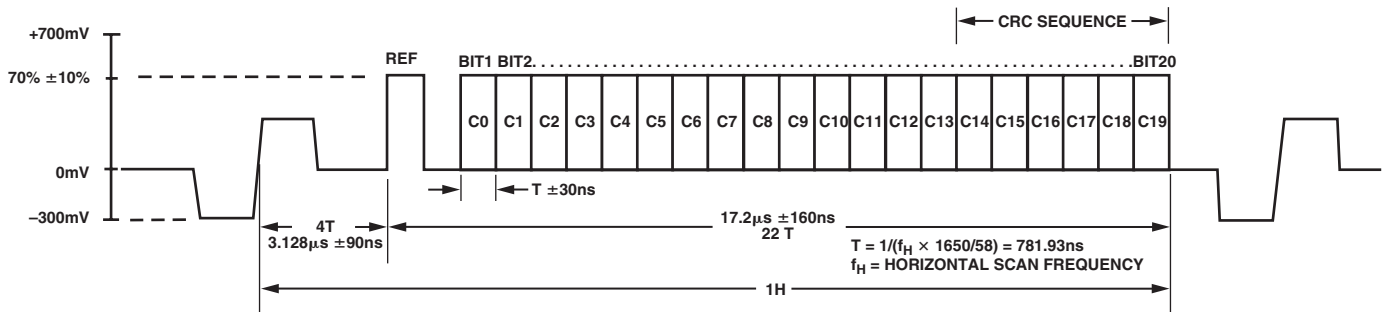 CRC SEQUENCE
+700mV
REF
BIT1 BIT2. . . . . . . . . . . . . . . . . . . . . . . . . . . . . . . . . . . . . . . . . . . . . . . . . . . . . . . . . . . . . . . . .BIT20
70% ±10%
C0 C1 C2 C3 C4 C5 C6 C7 C8 C9 C10 C11 C12 C13 C14 C15 C16 C17 C18 C19
0mV
T ±30ns
–300mV
4T
3.128μs ±90ns
17.2μs ±160ns
22 T
T = 1/(fH × 1650/58) = 781.93ns
fH = HORIZONTAL SCAN FREQUENCY
1H